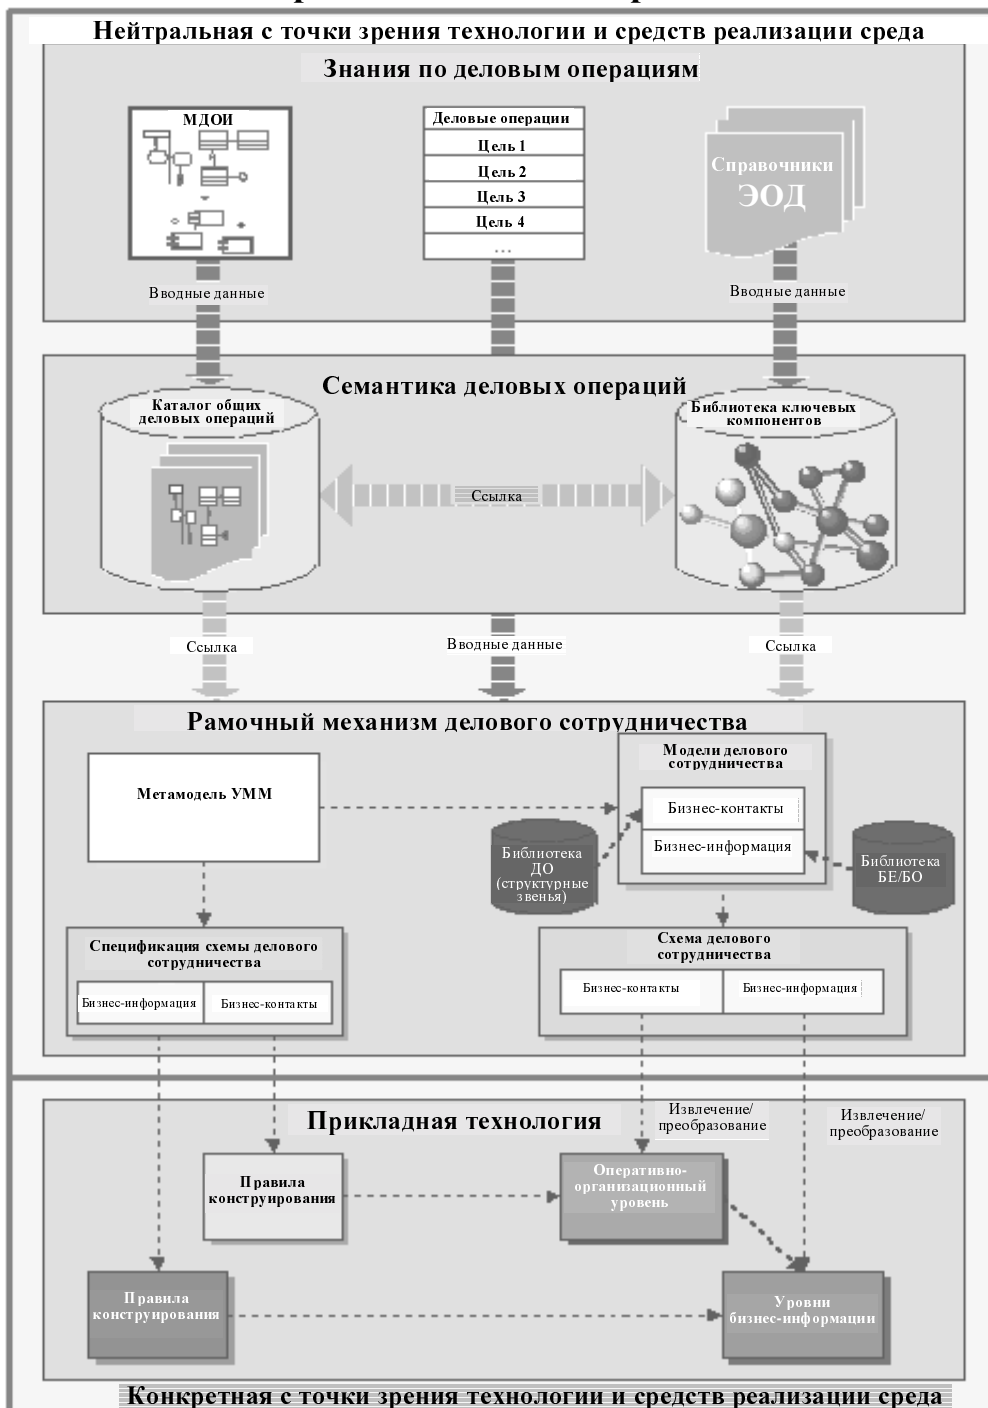 Нейтральная с точки зрения технологии и средств реализации среда
Знания по деловым операциям
МДОИ
Деловые операции
Цель 1
Цель 2
Цель 3
Цель 4
...
Справочники
ЭОД
Вводные данные
Вводные данные
Семантика деловых операций
Каталог общих
деловых операций
Библиотека ключевых
компонентов
Ссылка
Ссылка
Вводные данные
Ссылка
Рамочный механизм делового сотрудничества
Метамодель УММ
Модели делового
сотрудничества
Бизнес-контакты
Бизнес-информация
Библиотека
ДО
(структурные
звенья)
Библиотека
БЕ/БО
Спецификация схемы делового
сотрудничества
Бизнес-информация
Бизнес-контакты
Схема делового
сотрудничества
Бизнес-контакты
Бизнес-информация
Прикладная технология
Извлечение/
преобразование
Извлечение/
преобразование
Правила
конструирования
Оперативно-
организационный
уровень
Правила
конструирования
Уровни
бизнес-информации
Конкретная с точки зрения технологии и средств реализации среда